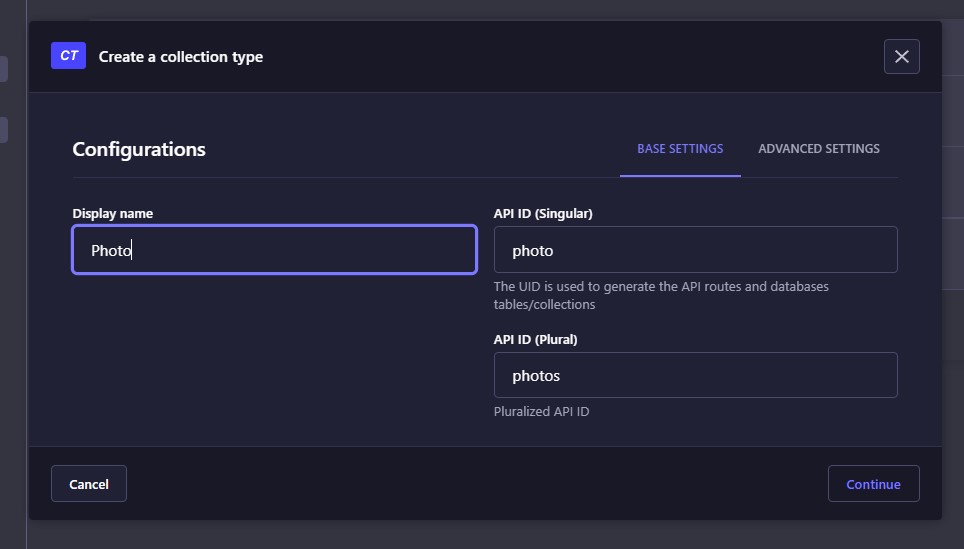 CT Create a collection type
Configurations
BASE SETTINGS ADVANCED SETTINGS
Display name
Photo
API ID (Singular)
photo
The UID is used to generate the API routes and databases
tables/collections
API ID (Plural)
photos
Pluralized API ID
Cancel
Continue